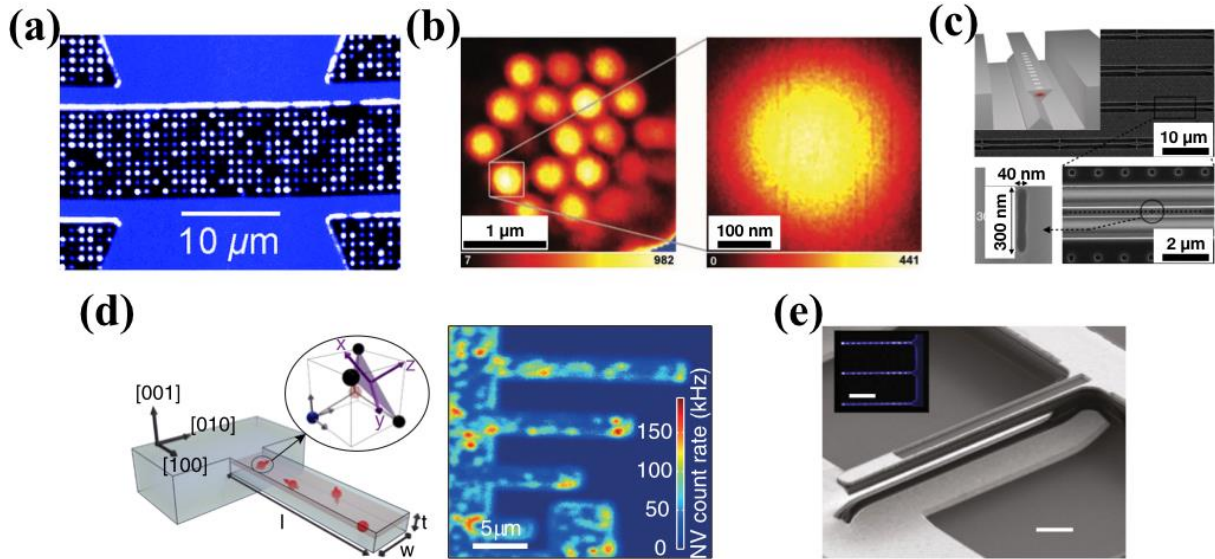 (a)
10 µm
(b)
1 µm
7
982
100 nm
0
441
(c)
10 µm
40 nm
300 nm
2 µm
(d)
[001]
[010]
[100]
x
z
y
l
w
t
5µm
NV count rate (kHz)
150
100
50
0
(e)